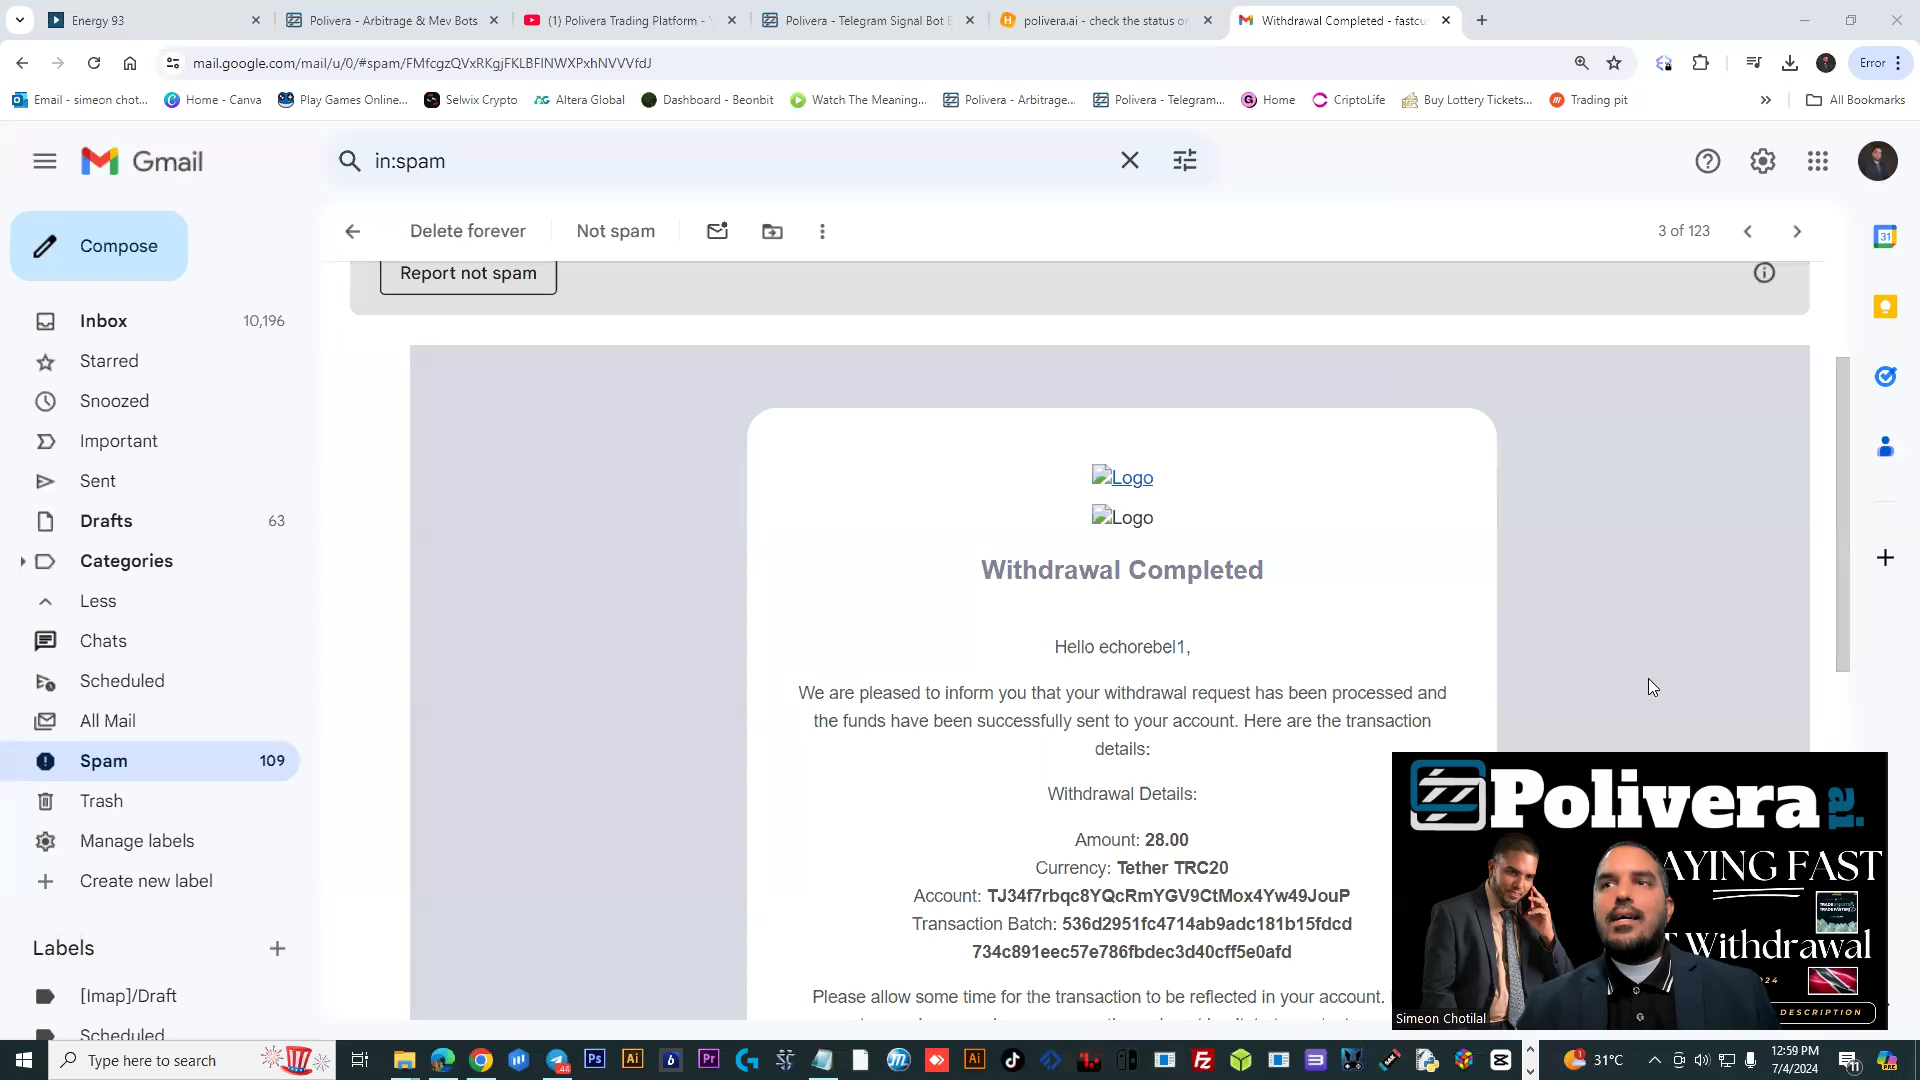 Energy 93
Polivera - Arbitrage & Mev Bots
(1) Polivera Trading Platform -
Polivera - Telegram Signal Bot
polivera.ai - check the status o
Withdrawal Completed - fastcu
mail.google.com/mail/u/0/#spam/FMfcgzQVxRKgjFKLBFlNWXPxhNVVVfdJ
Error
Email - simeon chot...
Home - Canva
Play Games Online...
Selwix Crypto
Altera Global
Dashboard - Beonbit
Watch The Meaning...
Polivera - Arbitrage...
Polivera - Telegram...
Home
CriptoLife
Buy Lottery Tickets...
Trading pit
All Bookmarks
Gmail
in:spam
Compose
Delete forever
Not spam
3 of 123
Report not spam
Inbox 10,196
Starred
Snoozed
Important
Sent
Drafts 63
Categories
Less
Chats
Scheduled
All Mail
Spam 109
Trash
Manage labels
Create new label
Labels
[Imap]/Draft
Scheduled
Logo
Logo
Withdrawal Completed
Hello echorebel1,
We are pleased to inform you that your withdrawal request has been processed and
the funds have been successfully sent to your account. Here are the transaction
details:
Withdrawal Details:
Amount: 28.00
Currency: Tether TRC20
Account: TJ34f7rbqc8YQcRmYGV9CtMox4Yw49JouP
Transaction Batch: 536d2951fc4714ab9adc181b15fdcd
734c891eec57e786fbdec3d40cff5e0afd
Please allow some time for the transaction to be reflected in your account.
Polivera ai
AYING FAST
Withdrawal
DESCRIPTION
Simeon Chotilal
Type here to search
31°C
12:59 PM
7/4/2024